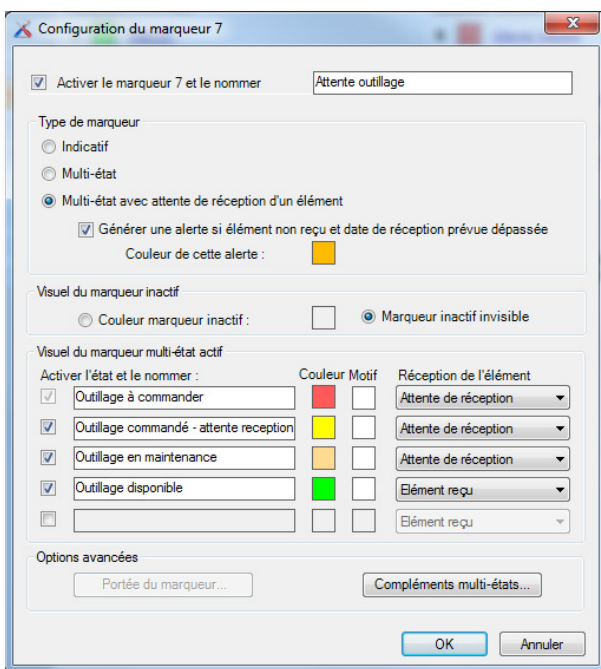 Configuration du marqueur 7
Activer le marqueur 7 et le nommer
Attente outillage
Type de marqueur
Indicatif
Multi-état
Multi-état avec attente de réception d'un élément
Générer une alerte si élément non reçu et date de réception prévue dépassée
Couleur de cette alerte :
Visuel du marqueur inactif
Couleur marqueur inactif :
Marqueur inactif invisible
Visuel du marqueur multi-état actif
Activer l'état et le nommer :
Couleur Motif
Réception de l'élément
Outillage à commander
Attente de réception
Outillage commandé - attente reception
Attente de réception
Outillage en maintenance
Attente de réception
Outillage disponible
Elément reçu
Elément reçu
Options avancées
Portée du marqueur...
Compléments multi-états...
OK
Annuler